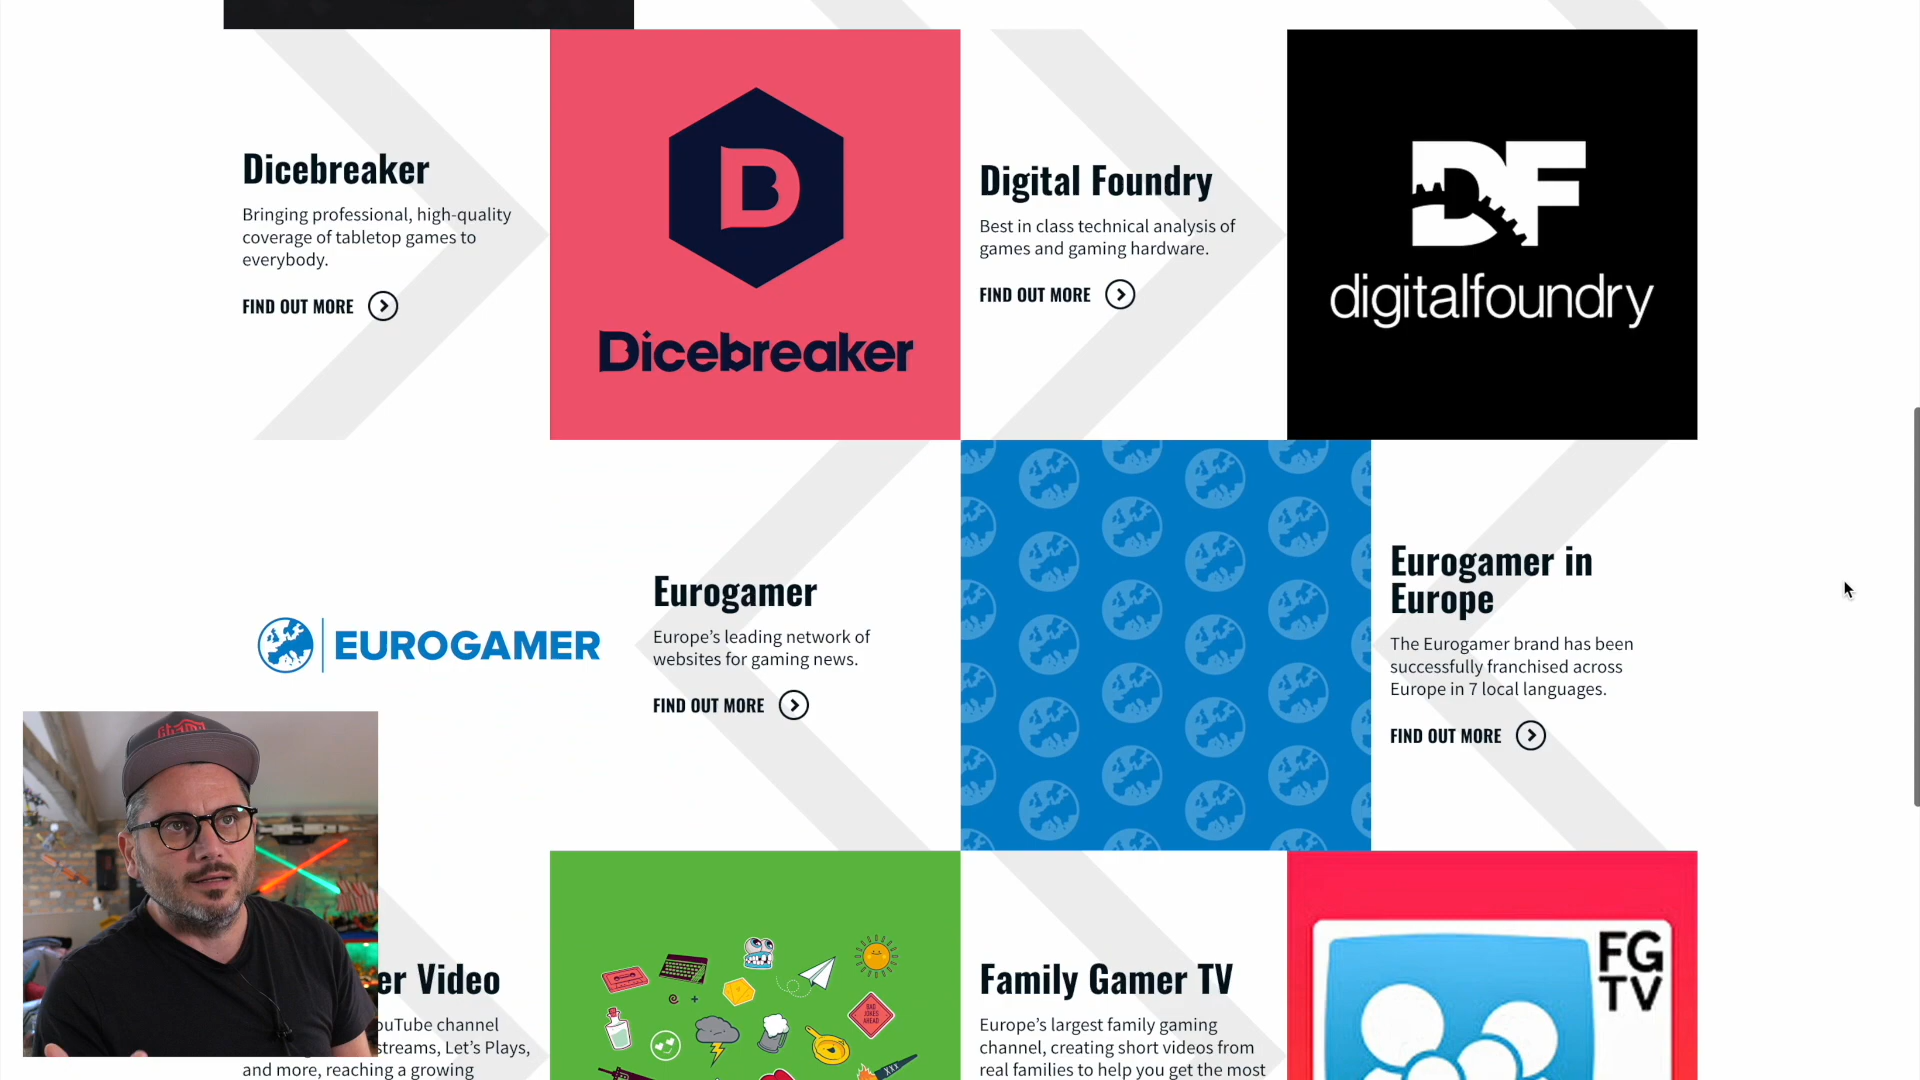 Dicebreaker
Bringing professional, high-quality
coverage of tabletop games to
everybody.
FIND OUT MORE
D
Dicebreaker
Digital Foundry
Best in class technical analysis of
games and gaming hardware.
FIND OUT MORE
DF
digitalfoundry
EUROGAMER
Eurogamer
Europe’s leading network of
websites for gaming news.
FIND OUT MORE
Eurogamer in
Europe
The Eurogamer brand has been
successfully franchised across
Europe in 7 local languages.
FIND OUT MORE
er Video
ouTube channel
streams, Let’s Plays,
and more, reaching a growing
BAD
JOKES
AHEAD
XXX
Family Gamer TV
Europe’s largest family gaming
channel, creating short videos from
real families to help you get the most
FG
TV